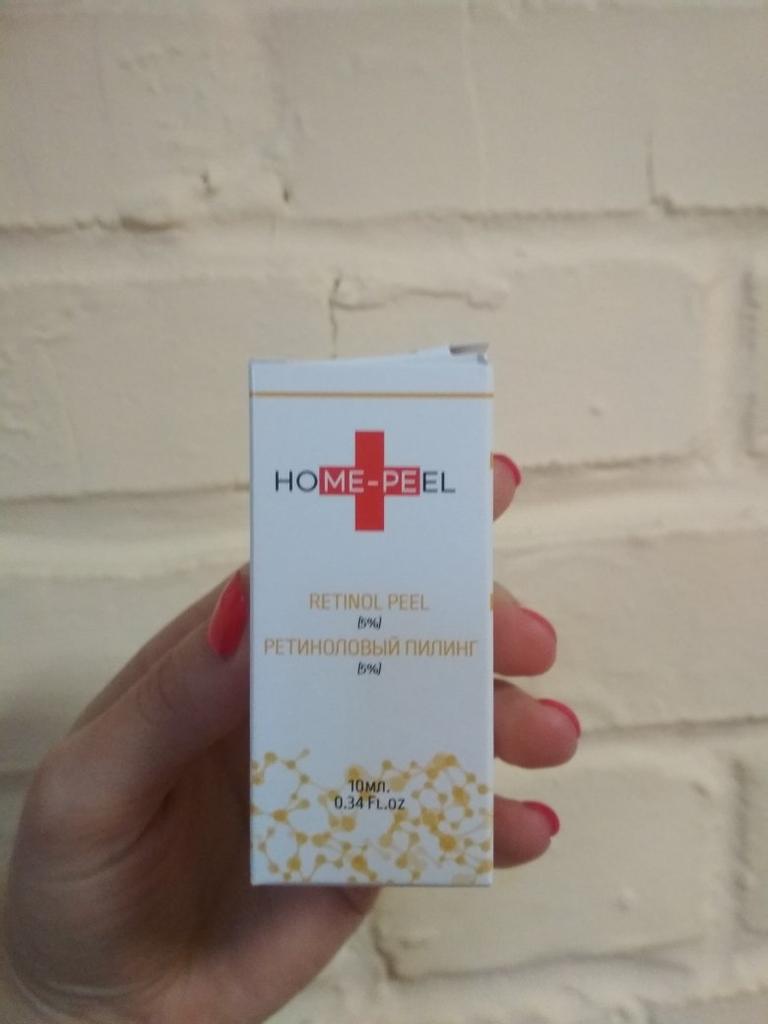 HOME-PEEL
RETINOL PEEL
(5%)
РЕТИНОЛОВЫЙ ПИЛИНГ
(5%)
10МЛ.
0.34 FL.OZ